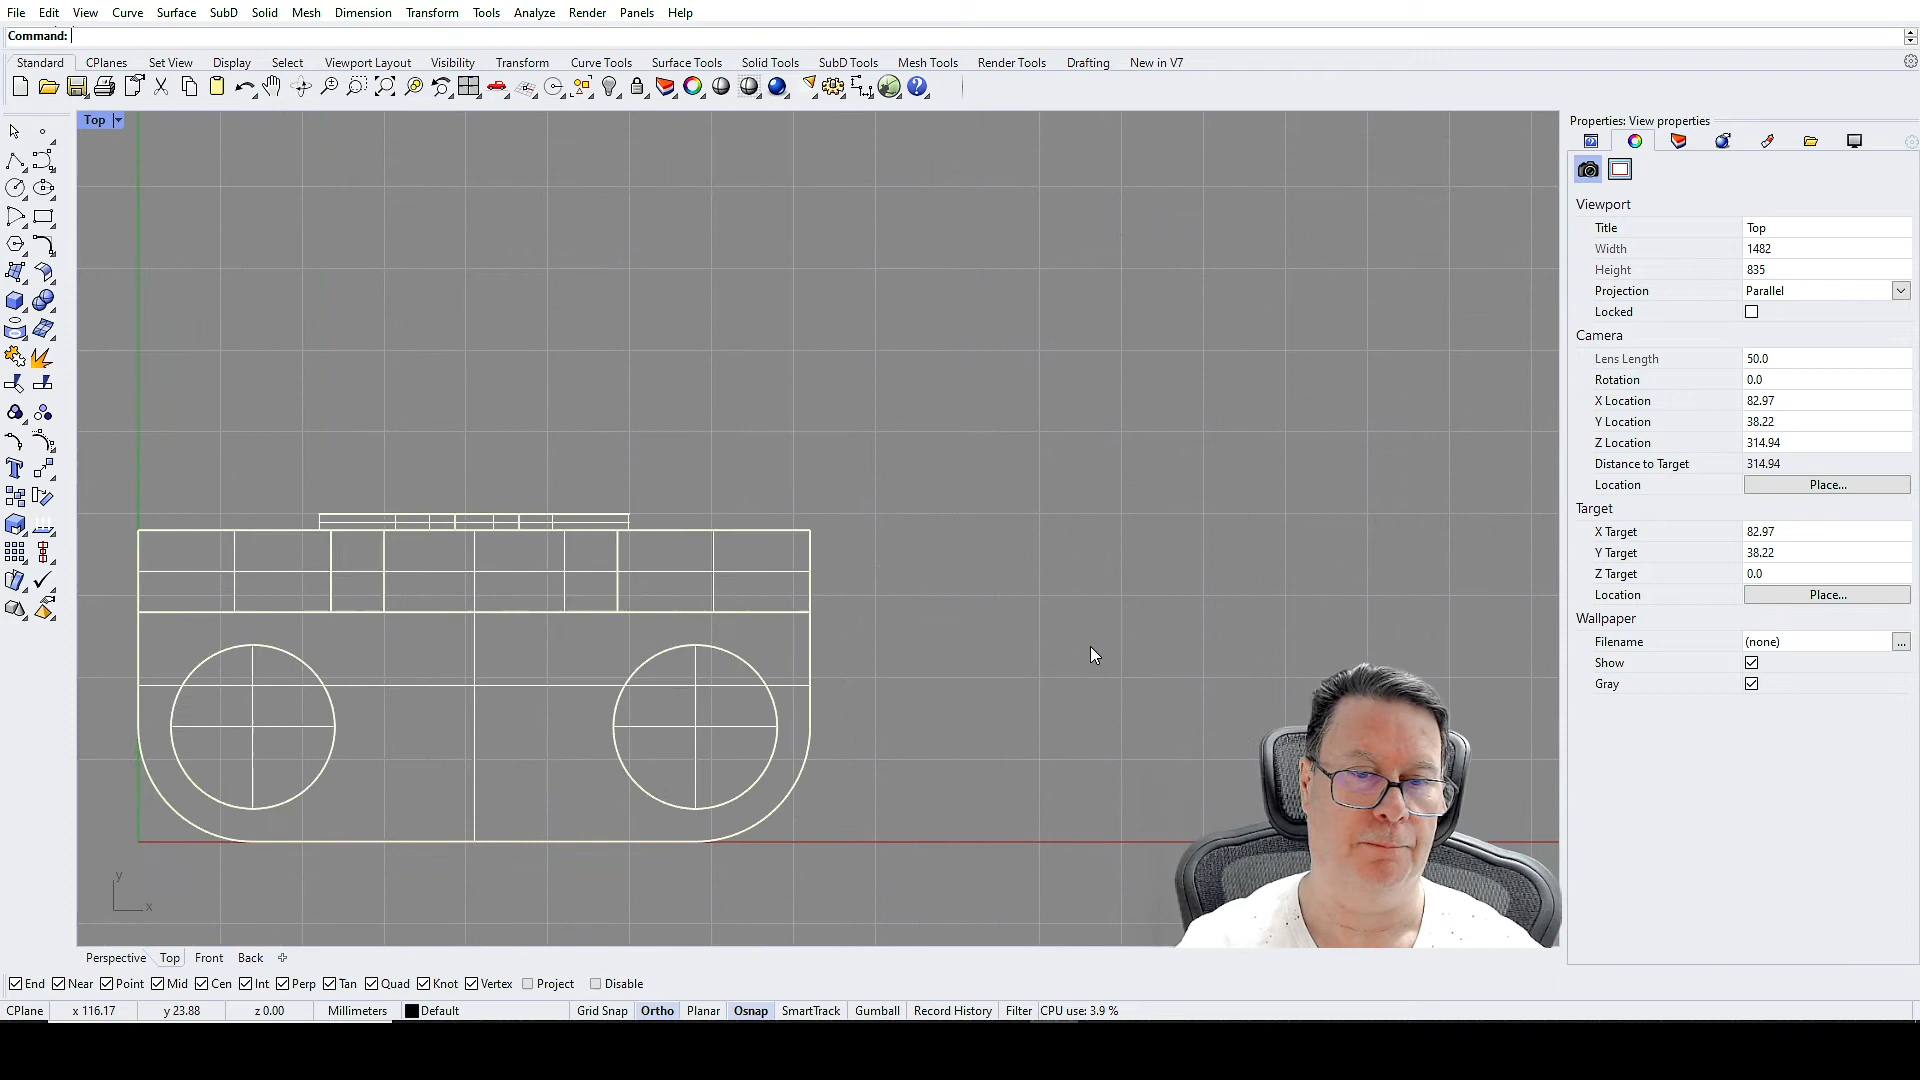 File Edit View Curve Surface SubD Solid Mesh Dimension Transform Tools Analyze Render Panels Help
Command:
Standard CPlanes Set View Display Select Viewport Layout Visibility Transform Curve Tools Surface Tools Solid Tools SubD Tools Mesh Tools Render Tools Drafting New in V7
Top
Properties: View properties
Viewport
Title Top
Width 1482
Height 835
Projection Parallel
Locked
Camera
Lens Length 50.0
Rotation 0.0
X Location 82.97
Y Location 38.22
Z Location 314.94
Distance to Target 314.94
Location Place...
Target
X Target 82.97
Y Target 38.22
Z Target 0.0
Location Place...
Wallpaper
Filename (none) ...
Show
Gray
y
x
Perspective Top Front Back
End Near Point Mid Cen Int Perp Tan Quad Knot Vertex Project Disable
CPlane x 116.17 y 23.88 z 0.00 Millimeters Default Grid Snap Ortho Planar Osnap SmartTrack Gumball Record History Filter CPU use: 3.9 %